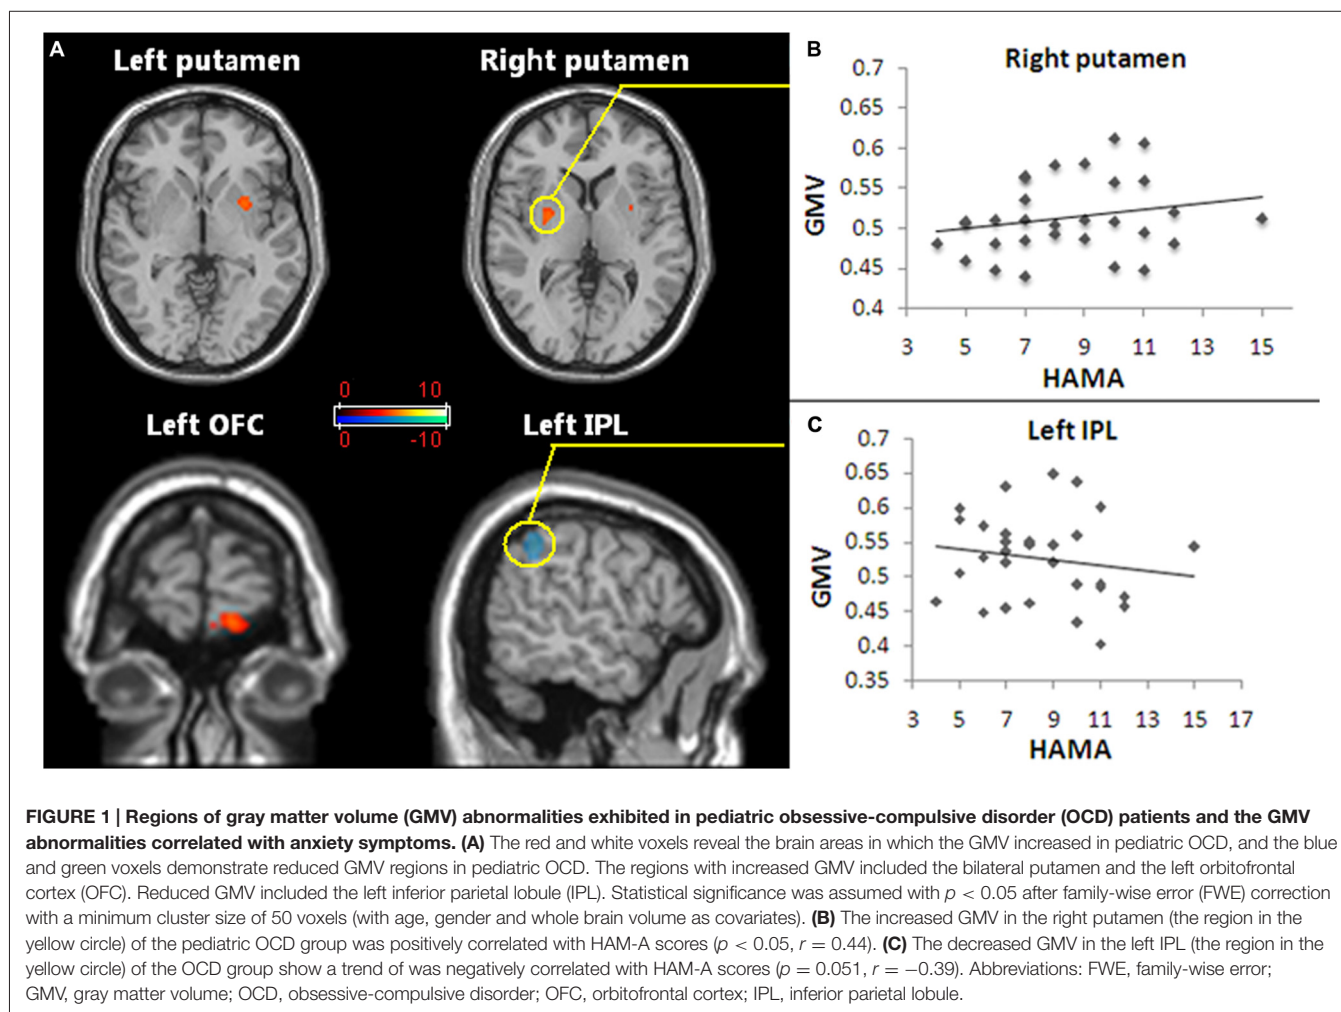 A
Left putamen
Right putamen
0 10
0 -10
Left OFC
Left IPL
B
Right putamen
0.7
0.65
0.6
0.55
0.5
0.45
0.4
GMV
3 5 7 9 11 13 15
HAMA
C
Left IPL
0.7
0.65
0.6
0.55
0.5
0.45
0.4
0.35
GMV
3 5 7 9 11 13 15 17
HAMA
FIGURE 1 | Regions of gray matter volume (GMV) abnormalities exhibited in pediatric obsessive-compulsive disorder (OCD) patients and the GMV
abnormalities correlated with anxiety symptoms. (A) The red and white voxels reveal the brain areas in which the GMV increased in pediatric OCD, and the blue
and green voxels demonstrate reduced GMV regions in pediatric OCD. The regions with increased GMV included the bilateral putamen and the left orbitofrontal
cortex (OFC). Reduced GMV included the left inferior parietal lobule (IPL). Statistical significance was assumed with p < 0.05 after family-wise error (FWE) correction
with a minimum cluster size of 50 voxels (with age, gender and whole brain volume as covariates). (B) The increased GMV in the right putamen (the region in the
yellow circle) of the pediatric OCD group was positively correlated with HAM-A scores (p < 0.05, r = 0.44). (C) The decreased GMV in the left IPL (the region in the
yellow circle) of the OCD group show a trend of was negatively correlated with HAM-A scores (p = 0.051, r = −0.39). Abbreviations: FWE, family-wise error;
GMV, gray matter volume; OCD, obsessive-compulsive disorder; OFC, orbitofrontal cortex; IPL, inferior parietal lobule.